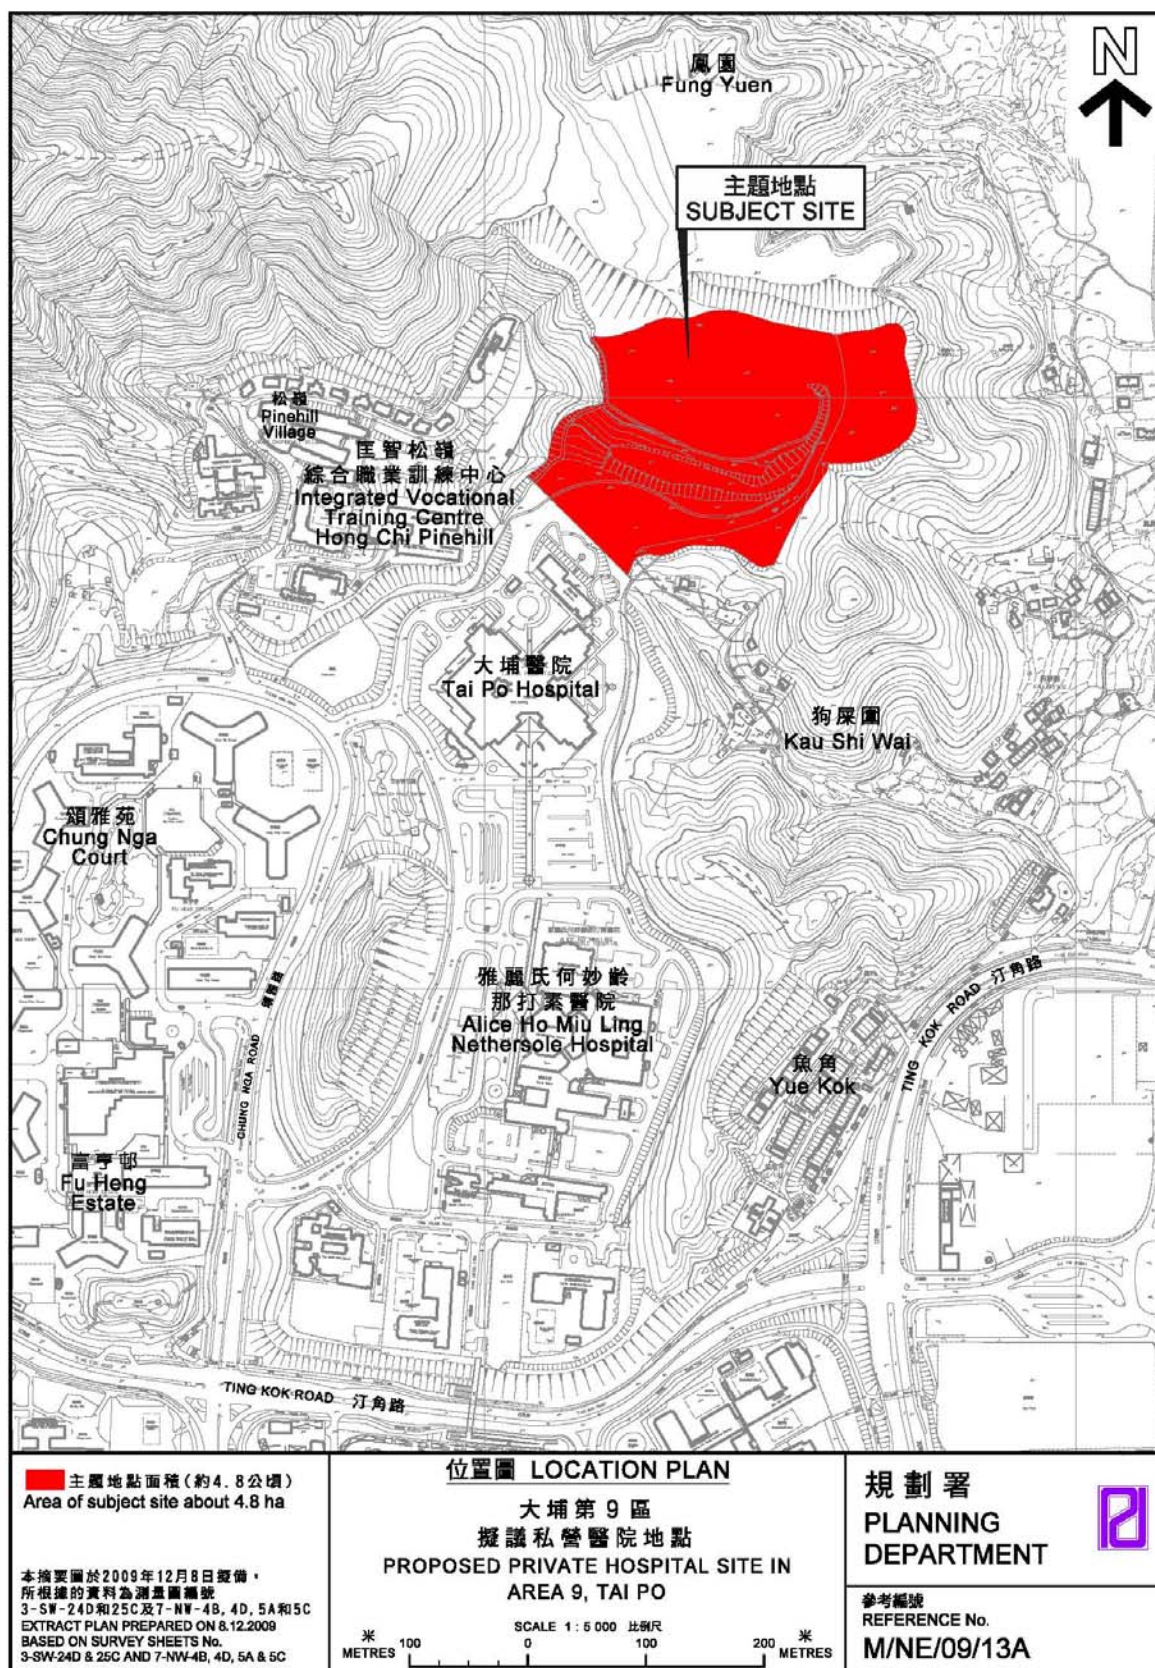 鳳園
Fung Yuen
N
主題地點
SUBJECT SITE
松嶺
Pinehill
Village
匡智松嶺
綜合職業訓練中心
Integrated Vocational
Training Centre
Hong Chi Pinehill
大埔醫院
Tai Po Hospital
狗屎圍
Kau Shi Wai
頌雅苑
Chung Nga
Court
雅麗氏何妙齡
那打素醫院
Alice Ho Miu Ling
Nethersole Hospital
CHUNG NGA ROAD 頌雅路
TING KOK ROAD 汀角路
魚角
Yue Kok
富亨邨
Fu Heng
Estate
TING KOK ROAD 汀角路
主題地點面積(約4.8公頃)
Area of subject site about 4.8 ha
本摘要圖於2009年12月8日擬備，
所根據的資料為測量圖編號
3-SW-24D和25C及7-NW-4B, 4D, 5A和5C
EXTRACT PLAN PREPARED ON 8.12.2009
BASED ON SURVEY SHEETS No.
3-SW-24D & 25C AND 7-NW-4B, 4D, 5A & 5C
位置圖 LOCATION PLAN
大埔第9區
擬議私營醫院地點
PROPOSED PRIVATE HOSPITAL SITE IN
AREA 9, TAI PO
SCALE 1 : 5 000 比例尺
米
METRES 100 0 100 200 米
METRES
規劃署
PLANNING
DEPARTMENT
參考編號
REFERENCE No.
M/NE/09/13A